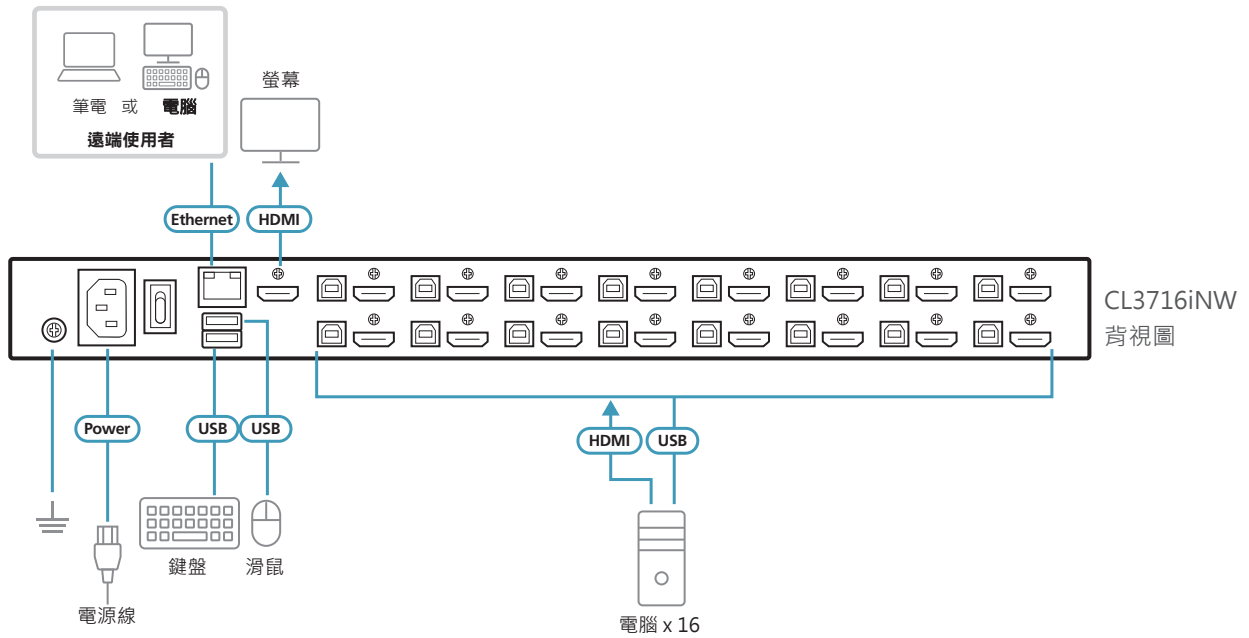 筆電 或 電腦
遠端使用者
螢幕
Ethernet
HDMI
CL3716iNW
背視圖
Power
USB
USB
HDMI
USB
鍵盤
滑鼠
電源線
電腦 x 16